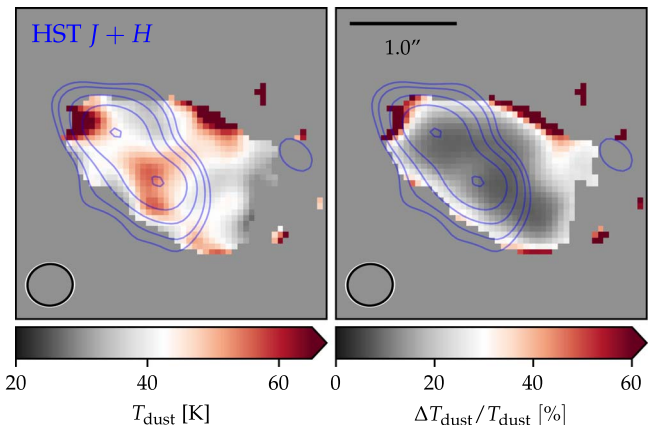 HST J + H
1.0″
20 40 60
0 20 40 60
T_dust [K]
ΔT_dust/T_dust [%]